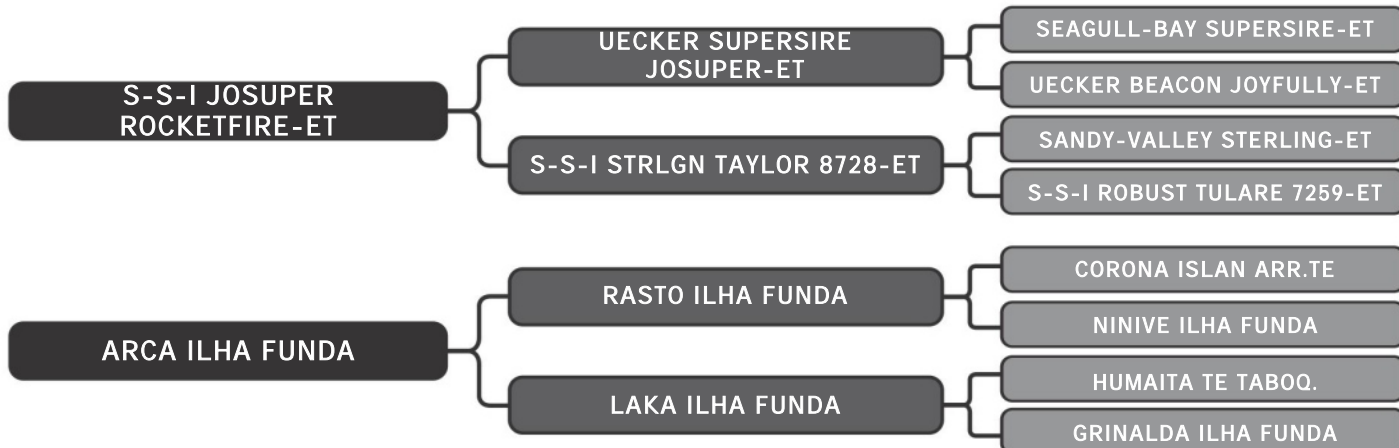 S-S-I JOSUPER
ROCKETFIRE-ET
UECKER SUPERSIRE
JOSUPER-ET
S-S-I STRLGN TAYLOR 8728-ET
SEAGULL-BAY SUPERSIRE-ET
UECKER BEACON JOYFULLY-ET
SANDY-VALLEY STERLING-ET
S-S-I ROBUST TULARE 7259-ET
ARCA ILHA FUNDA
RASTO ILHA FUNDA
LAKA ILHA FUNDA
CORONA ISLAN ARR.TE
NINIVE ILHA FUNDA
HUMAITA TE TABOQ.
GRINALDA ILHA FUNDA